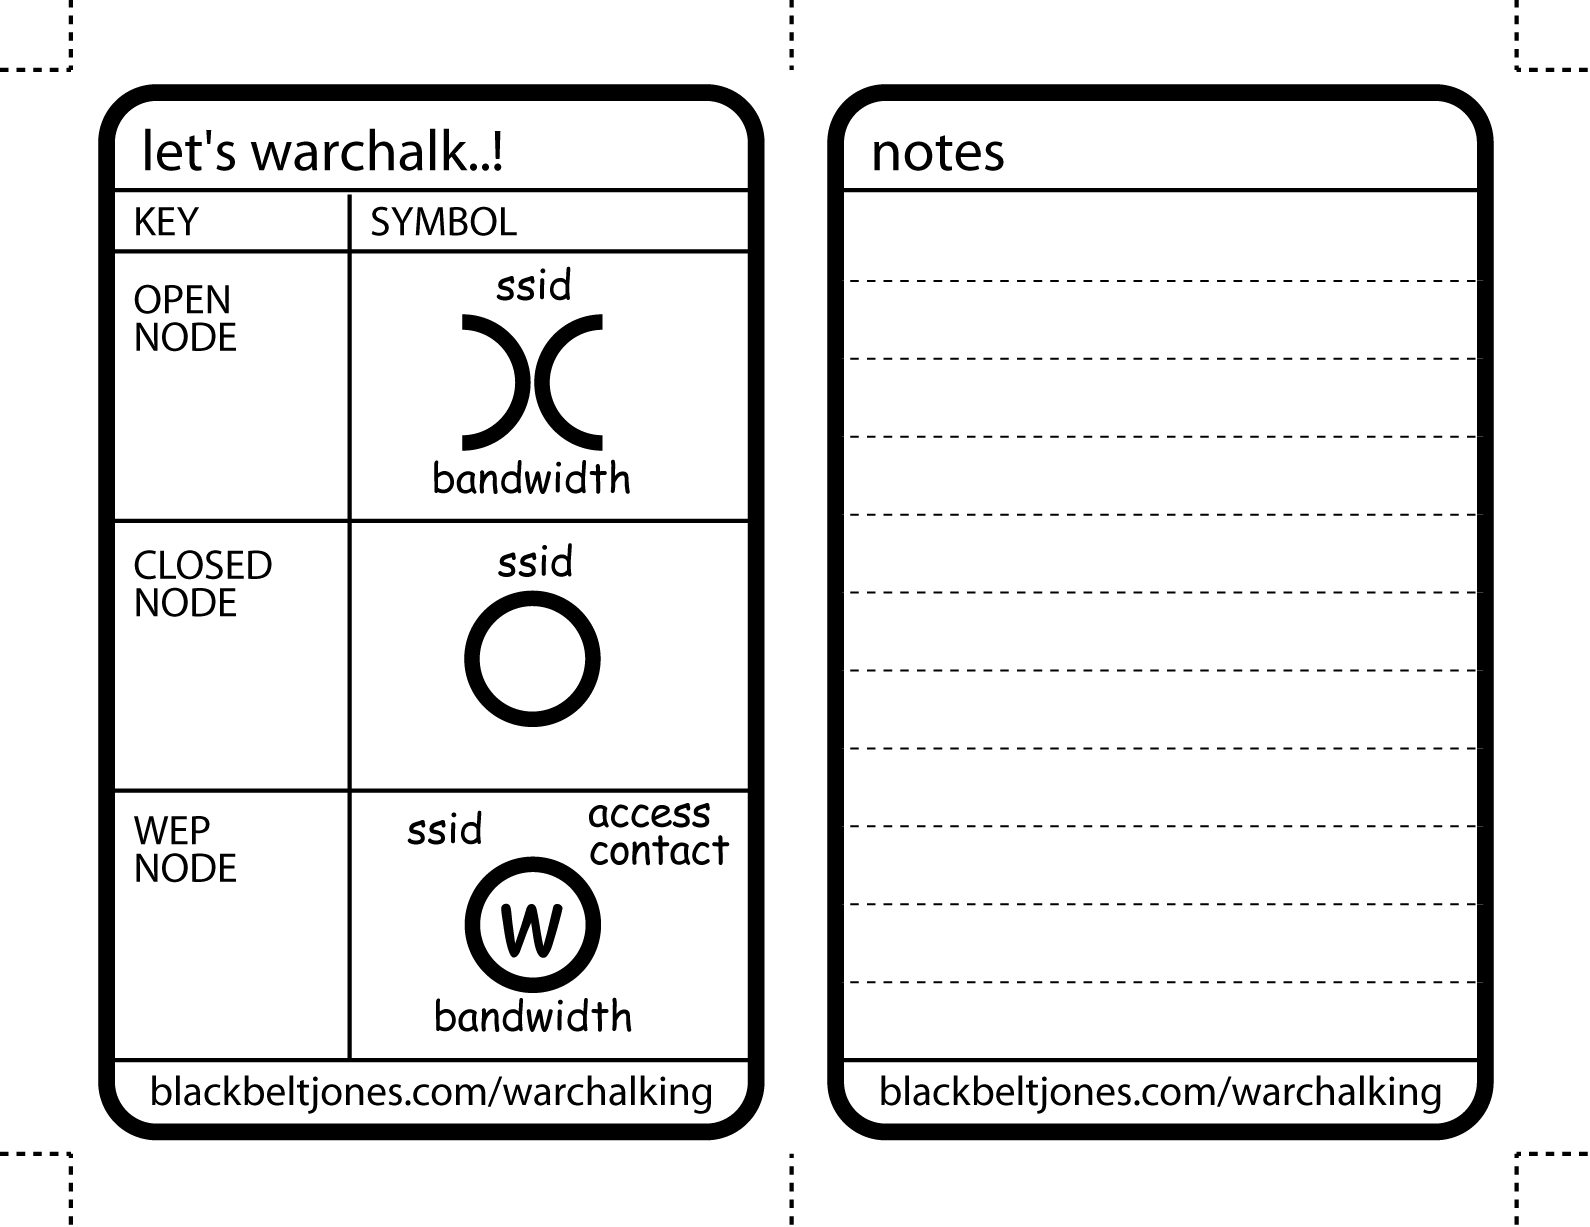 let's warchalk..!
KEY SYMBOL
OPEN
NODE
ssid
bandwidth
CLOSED
NODE
ssid
WEP
NODE
ssid
access
contact
W
bandwidth
blackbeltjones.com/warchalking
notes
blackbeltjones.com/warchalking